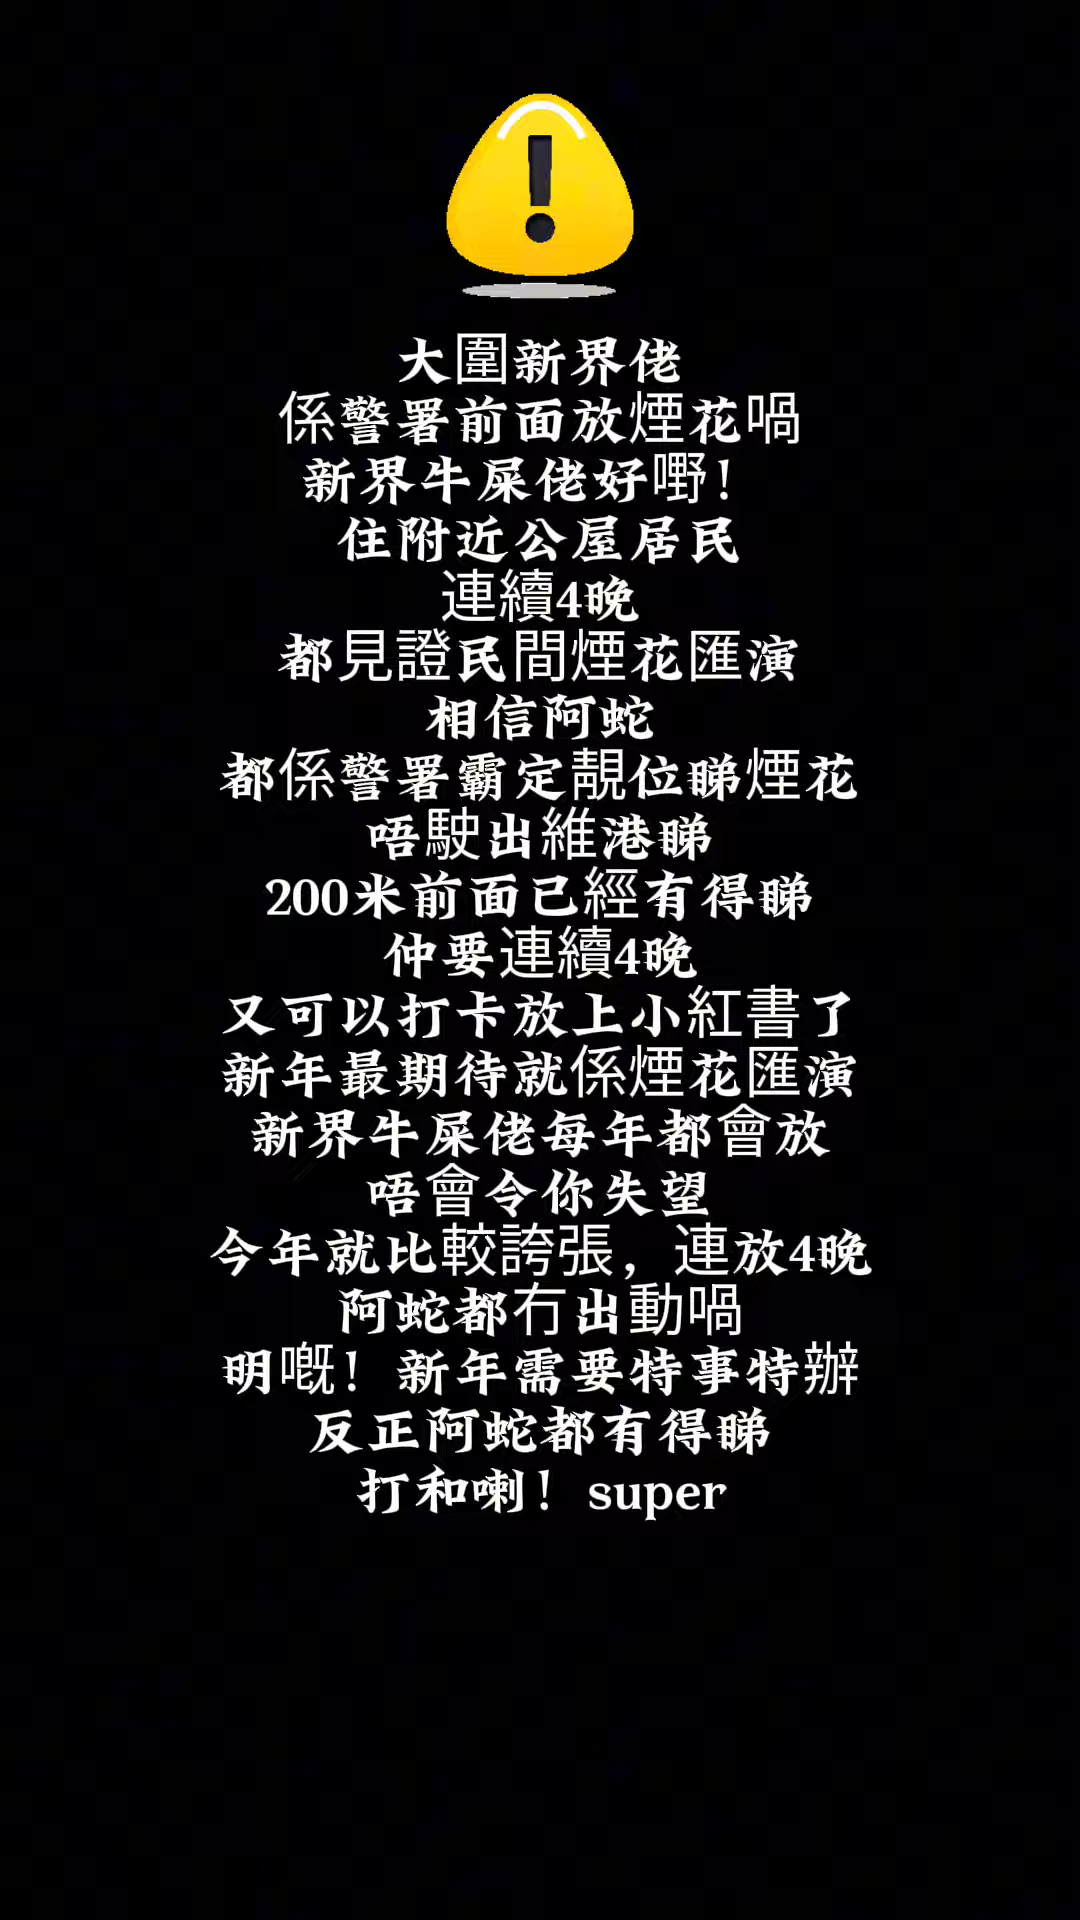 大圍新界佬
係警署前面放煙花喎
新界牛屎佬好嘢！
住附近公屋居民
連續4晚
都見證民間煙花匯演
相信阿蛇
都係警署霸定靚位睇煙花
唔駛出維港睇
200米前面已經有得睇
仲要連續4晚
又可以打卡放上小紅書了
新年最期待就係煙花匯演
新界牛屎佬每年都會放
唔會令你失望
今年就比較誇張，連放4晚
阿蛇都冇出動喎
明嘅！新年需要特事特辦
反正阿蛇都有得睇
打和喇！super